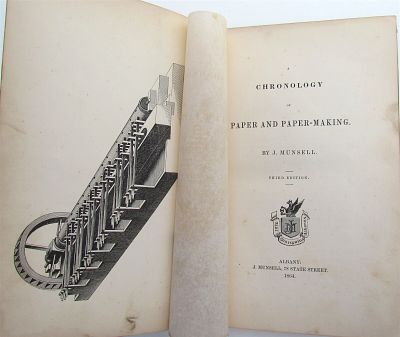 A
CHRONOLOGY
OF
PAPER AND PAPER-MAKING.
BY J. MUNSELL.
THIRD EDITION.
ALBANY:
J. MUNSELL, 78 STATE STREET.
1864.